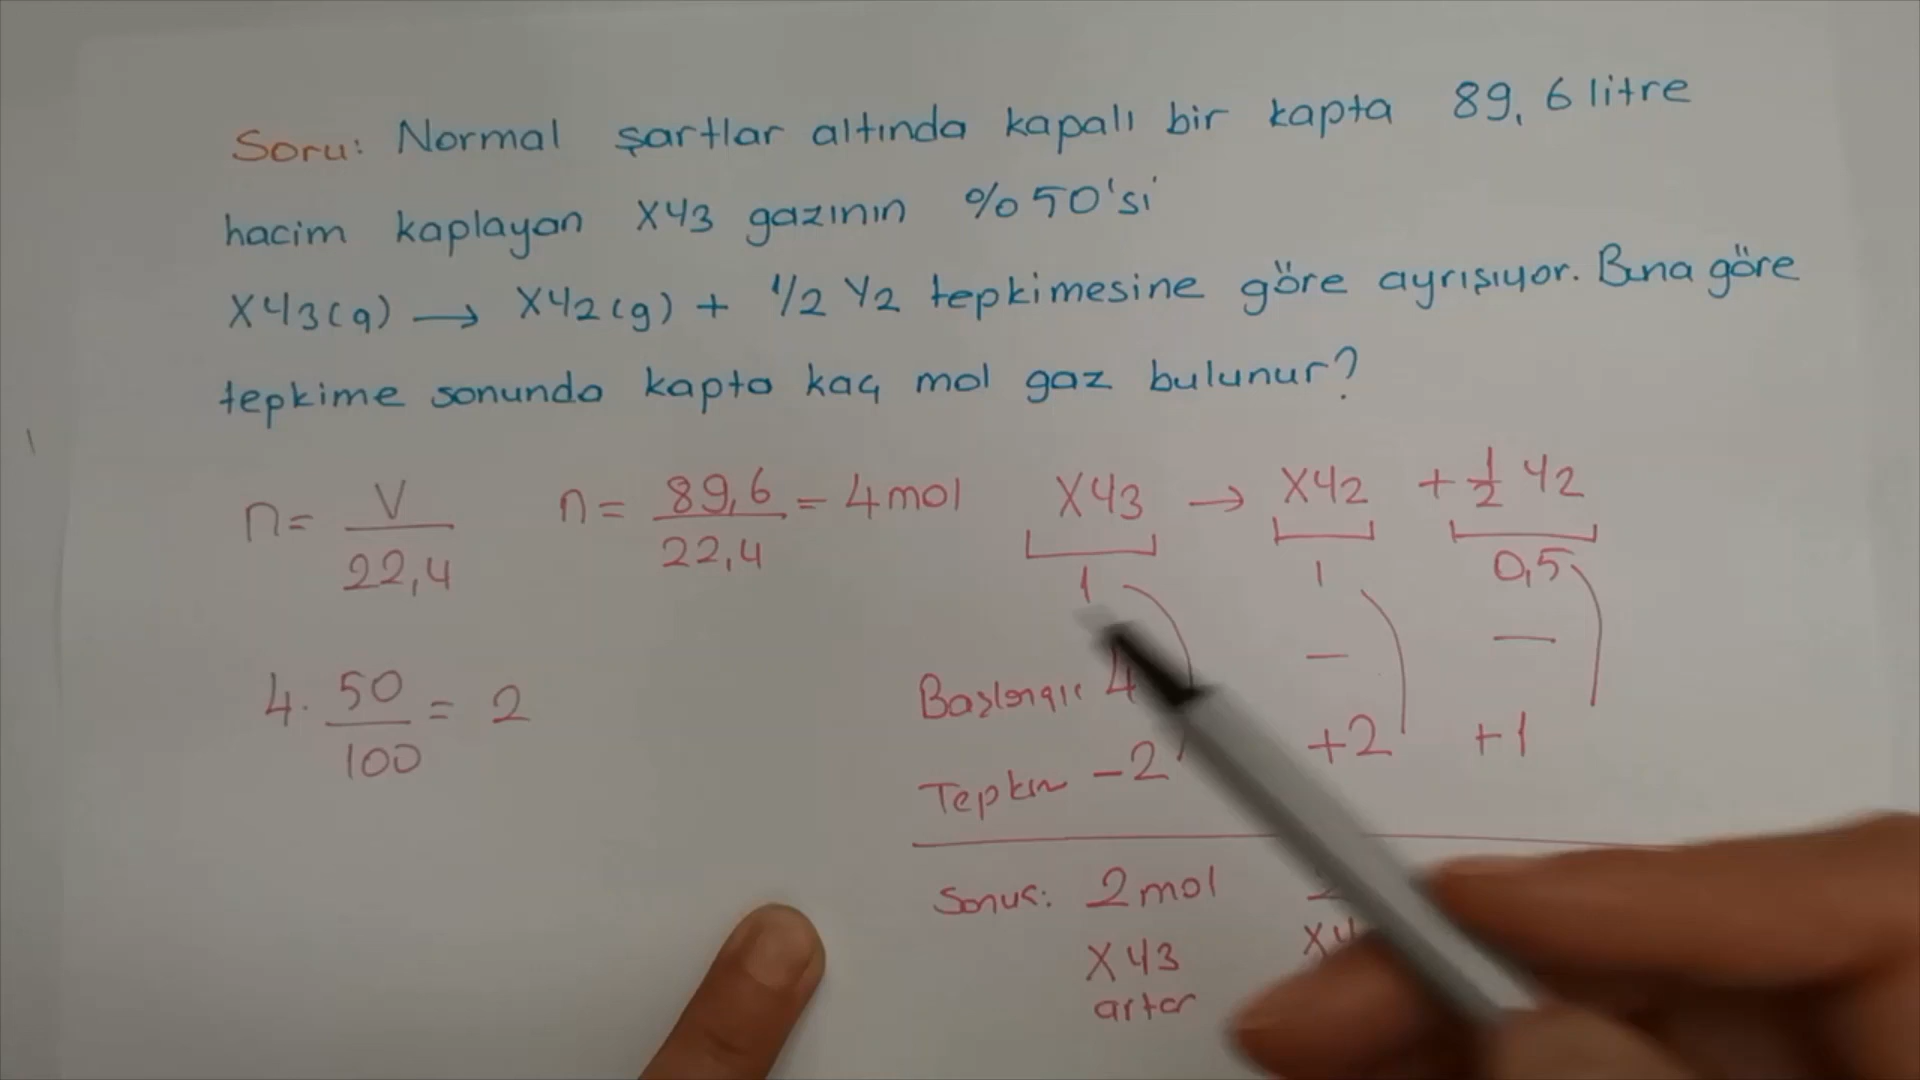 Soru: Normal şartlar altında kapalı bir kapta 89,6 litre
hacim kaplayan XY3 gazının %50'si
XY3(g) → XY2(g) + 1/2 Y2 tepkimesine göre ayrışıyor. Buna göre
tepkime sonunda kapta kaç mol gaz bulunur?
n = V / 22,4
n = 89,6 / 22,4 = 4 mol
XY3 → XY2 + 1/2 Y2
1 1 0,5
4 . 50 / 100 = 2
Başlangıç 4 — —
Tepkim -2 +2 +1
Sonuç: 2 mol
XY3
artar